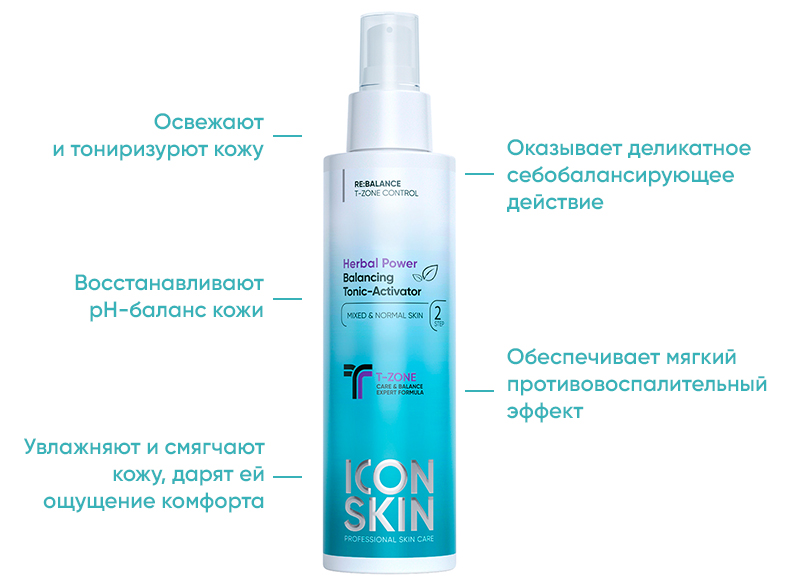 Освежают
и тониризурют кожу
Восстанавливают
pH-баланс кожи
Увлажняют и смягчают
кожу, дарят ей
ощущение комфорта
RE:BALANCE
T-ZONE CONTROL
Herbal Power
Balancing
Tonic-Activator
MIXED & NORMAL SKIN
2
STEP
T-ZONE
CARE & BALANCE
EXPERT FORMULA
ICON
SKIN
PROFESSIONAL SKIN CARE
Оказывает деликатное
себобалансирующее
действие
Обеспечивает мягкий
противовоспалительный
эффект